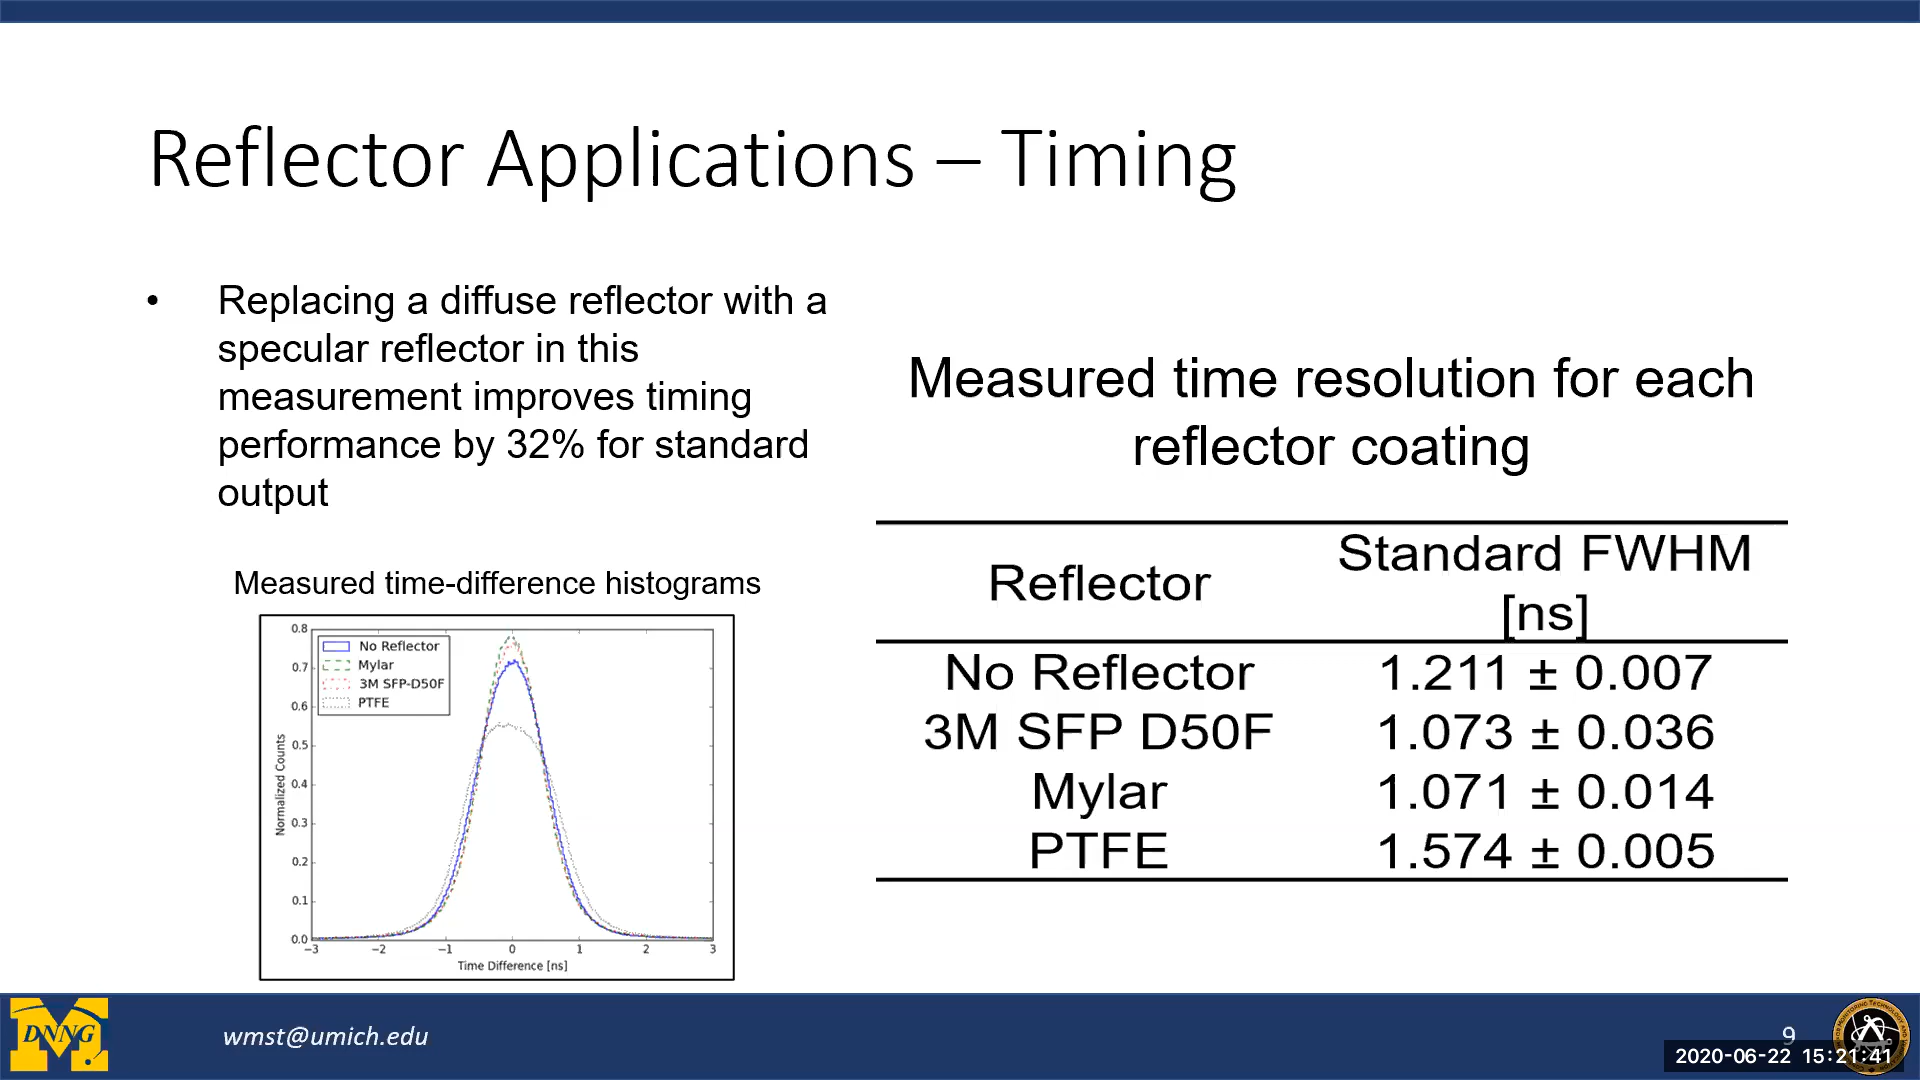 Reflector Applications – Timing
• Replacing a diffuse reflector with a
specular reflector in this
measurement improves timing
performance by 32% for standard
output
Measured time-difference histograms
0.8
0.7
0.6
0.5
0.4
0.3
0.2
0.1
0.0
Normalized Counts
No Reflector
Mylar
3M SFP-D50F
PTFE
−3 −2 −1 0 1 2 3
Time Difference [ns]
Measured time resolution for each
reflector coating
Reflector Standard FWHM
[ns]
No Reflector 1.211 ± 0.007
3M SFP D50F 1.073 ± 0.036
Mylar 1.071 ± 0.014
PTFE 1.574 ± 0.005
DNNG
wmst@umich.edu
9
2020-06-22 15:21:41